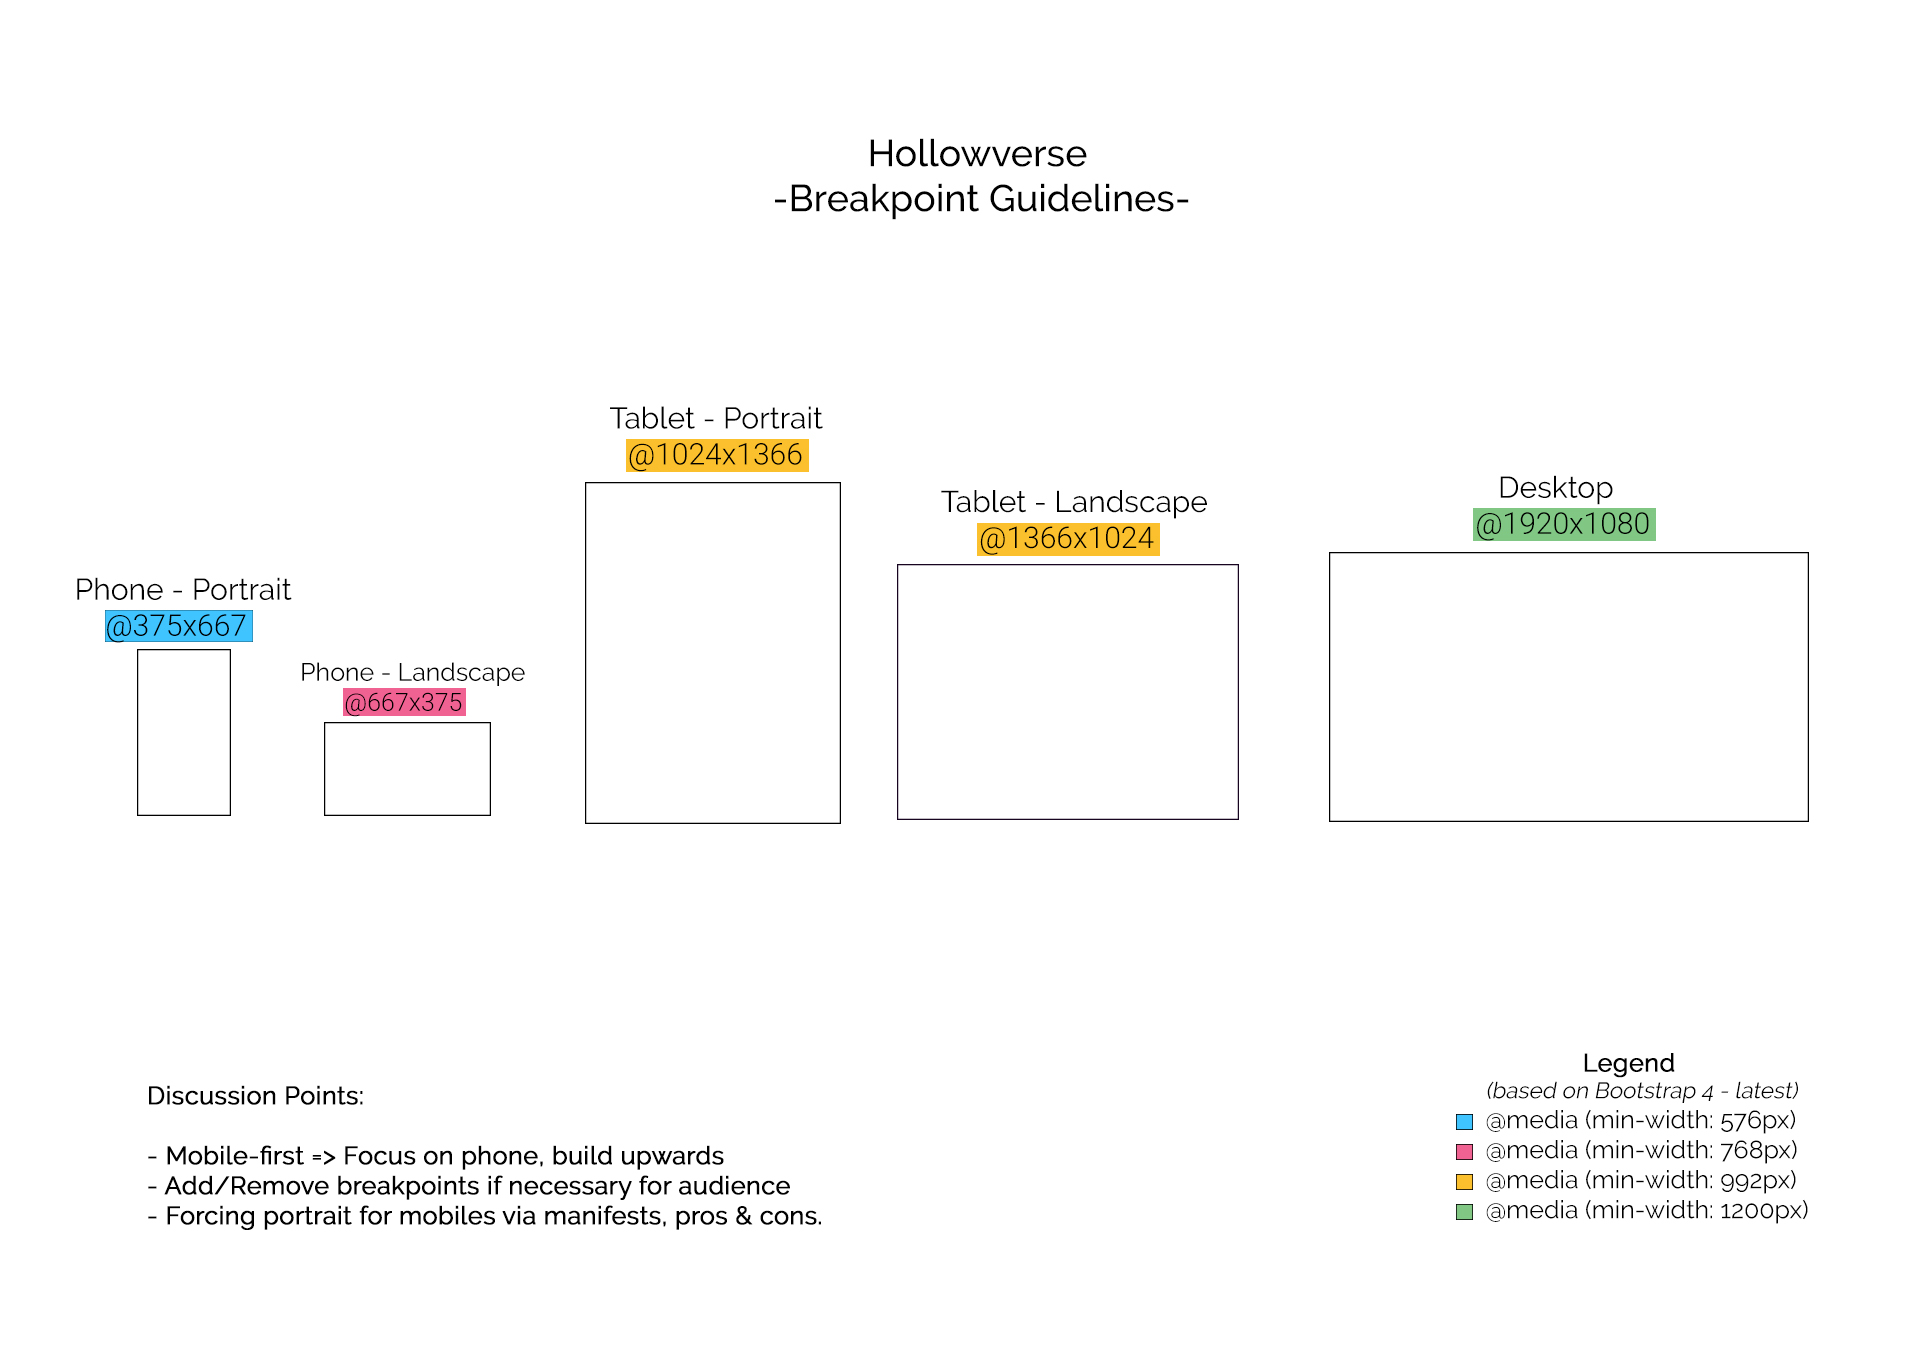 Hollowverse
-Breakpoint Guidelines-
Phone - Portrait
@375x667
Phone - Landscape
@667x375
Tablet - Portrait
@1024x1366
Tablet - Landscape
@1366x1024
Desktop
@1920x1080
Discussion Points:
- Mobile-first => Focus on phone, build upwards
- Add/Remove breakpoints if necessary for audience
- Forcing portrait for mobiles via manifests, pros & cons.
Legend
(based on Bootstrap 4 - latest)
@media (min-width: 576px)
@media (min-width: 768px)
@media (min-width: 992px)
@media (min-width: 1200px)